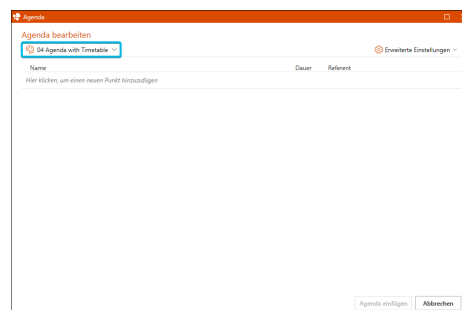 Agenda
Agenda bearbeiten
04 Agenda with Timetable
Erweiterte Einstellungen
Name Dauer Referent
Hier klicken, um einen neuen Punkt hinzuzufügen
Agenda einfügen Abbrechen